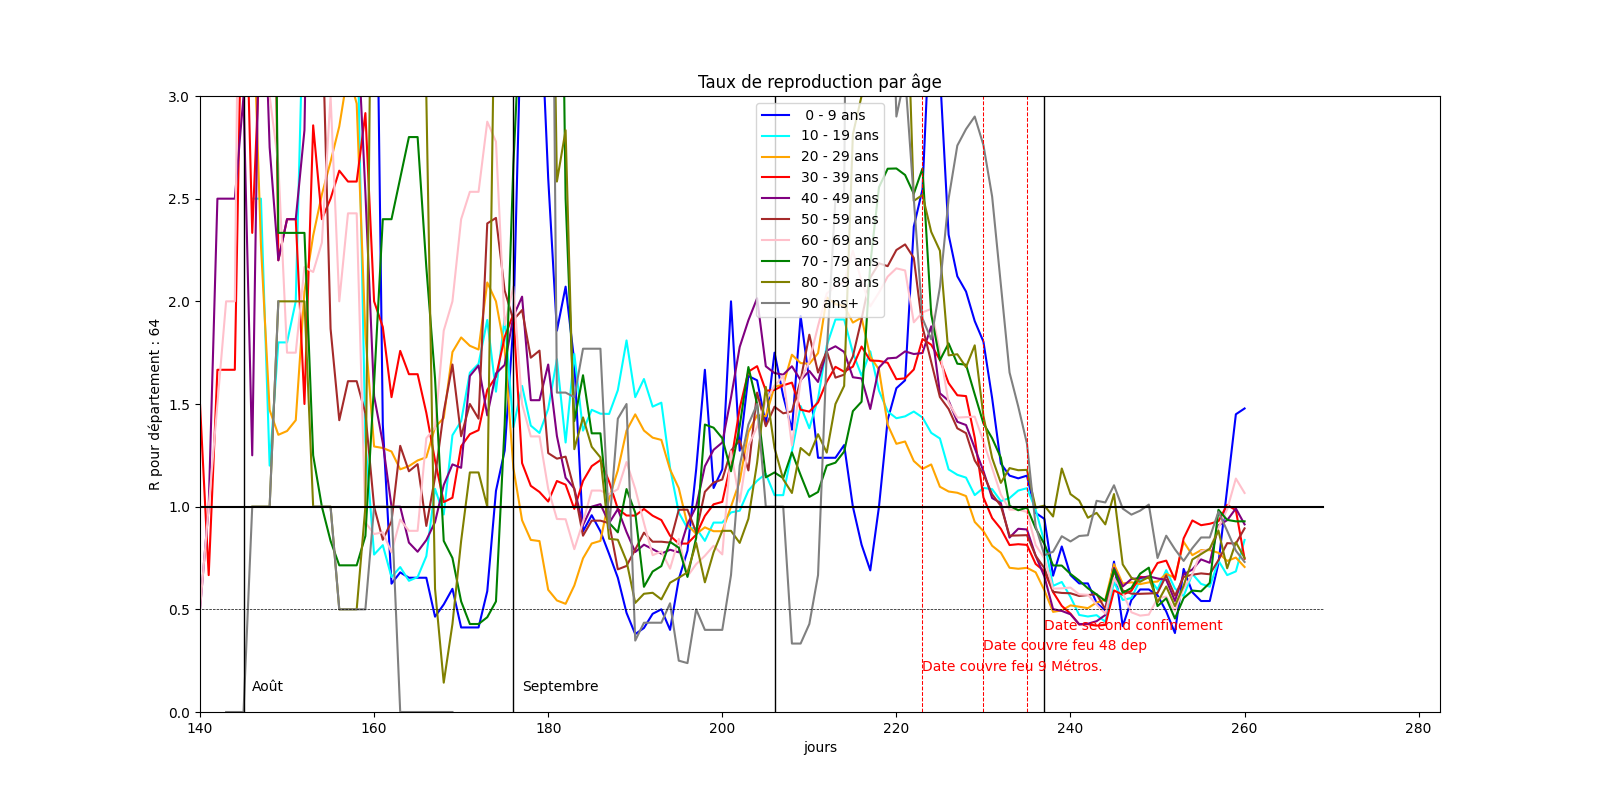 Taux de reproduction par âge
3.0
2.5
2.0
1.5
1.0
0.5
0.0
R pour département : 64
0 - 9 ans
10 - 19 ans
20 - 29 ans
30 - 39 ans
40 - 49 ans
50 - 59 ans
60 - 69 ans
70 - 79 ans
80 - 89 ans
90 ans+
Date second confinement
Date couvre feu 48 dep
Date couvre feu 9 Métros.
Août
Septembre
140 160 180 200 220 240 260 280
jours